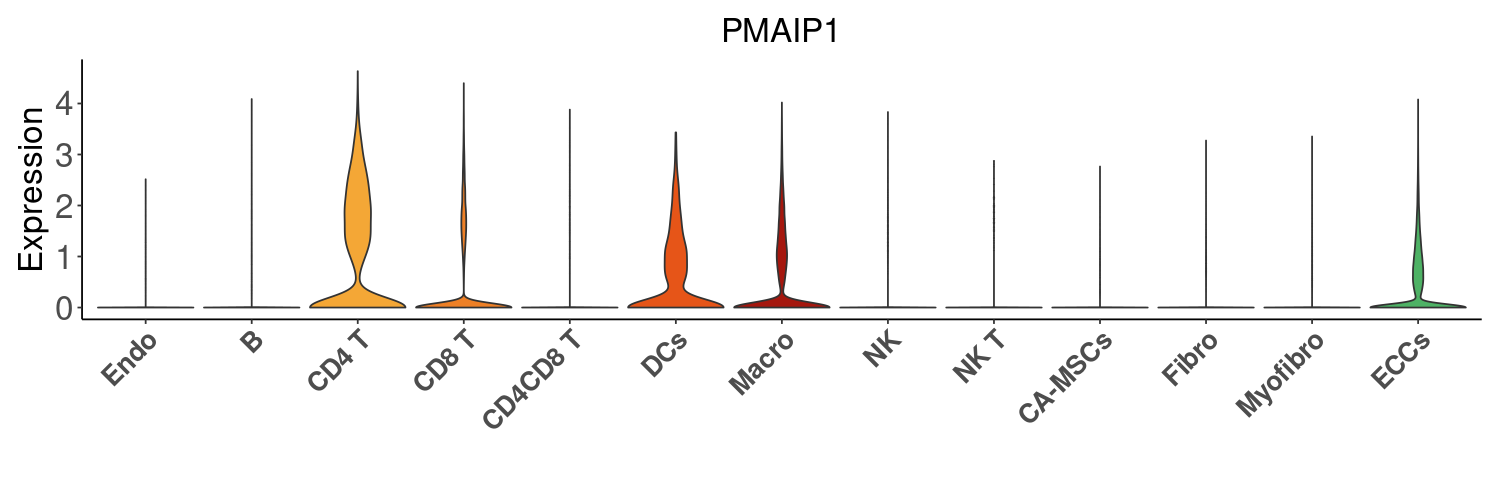 PMAIP1
Expression
4
3
2
1
0
Endo
B
CD4 T
CD8 T
CD4CD8 T
DCs
Macro
NK
NK T
CA-MSCs
Fibro
Myofibro
ECCs